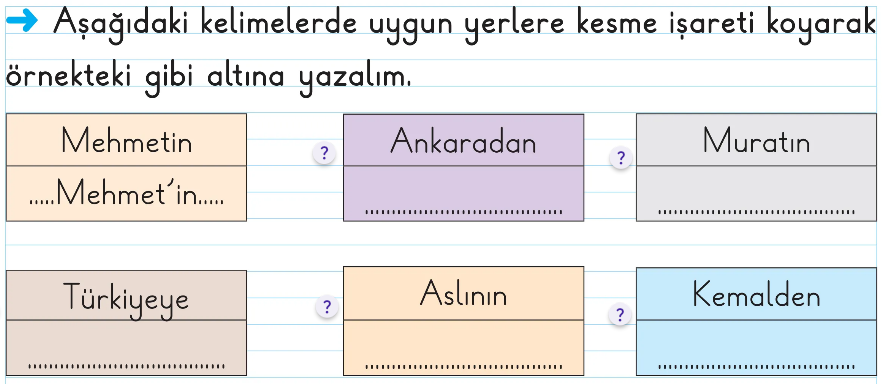 ➔ Aşağıdaki kelimelerde uygun yerlere kesme işareti koyarak
örnekteki gibi altına yazalım.
Mehmetin
.....Mehmet'in.....
?
Ankaradan
.................................
?
Muratın
.................................
Türkiyeye
.................................
?
Aslının
.................................
?
Kemalden
.................................